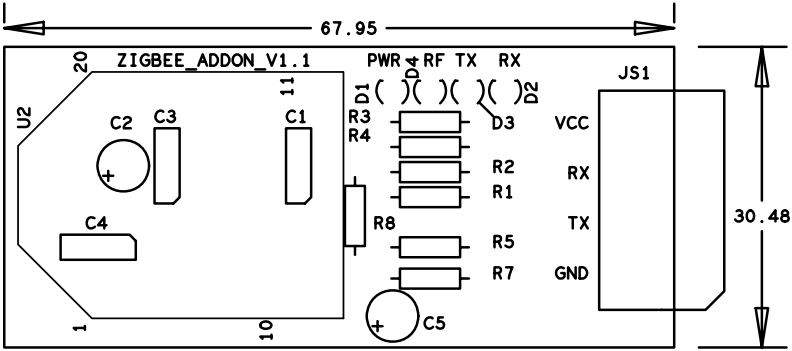 67.95
20
ZIGBEE_ADDON_V1.1
PWR D4 RF TX RX
JS1
11
D1
D2
U2
C2
C3
C1
R3
D3
VCC
R4
R2
RX
R1
C4
R8
TX
30.48
R5
R7
GND
1
10
C5
+
+